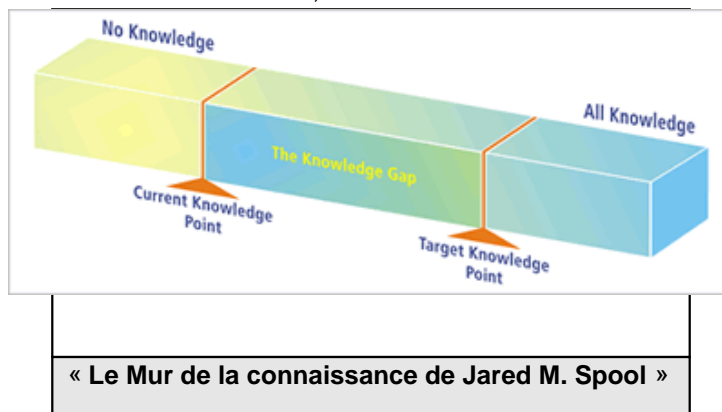 No Knowledge
All Knowledge
The Knowledge Gap
Current Knowledge
Point
Target Knowledge
Point
« Le Mur de la connaissance de Jared M. Spool »